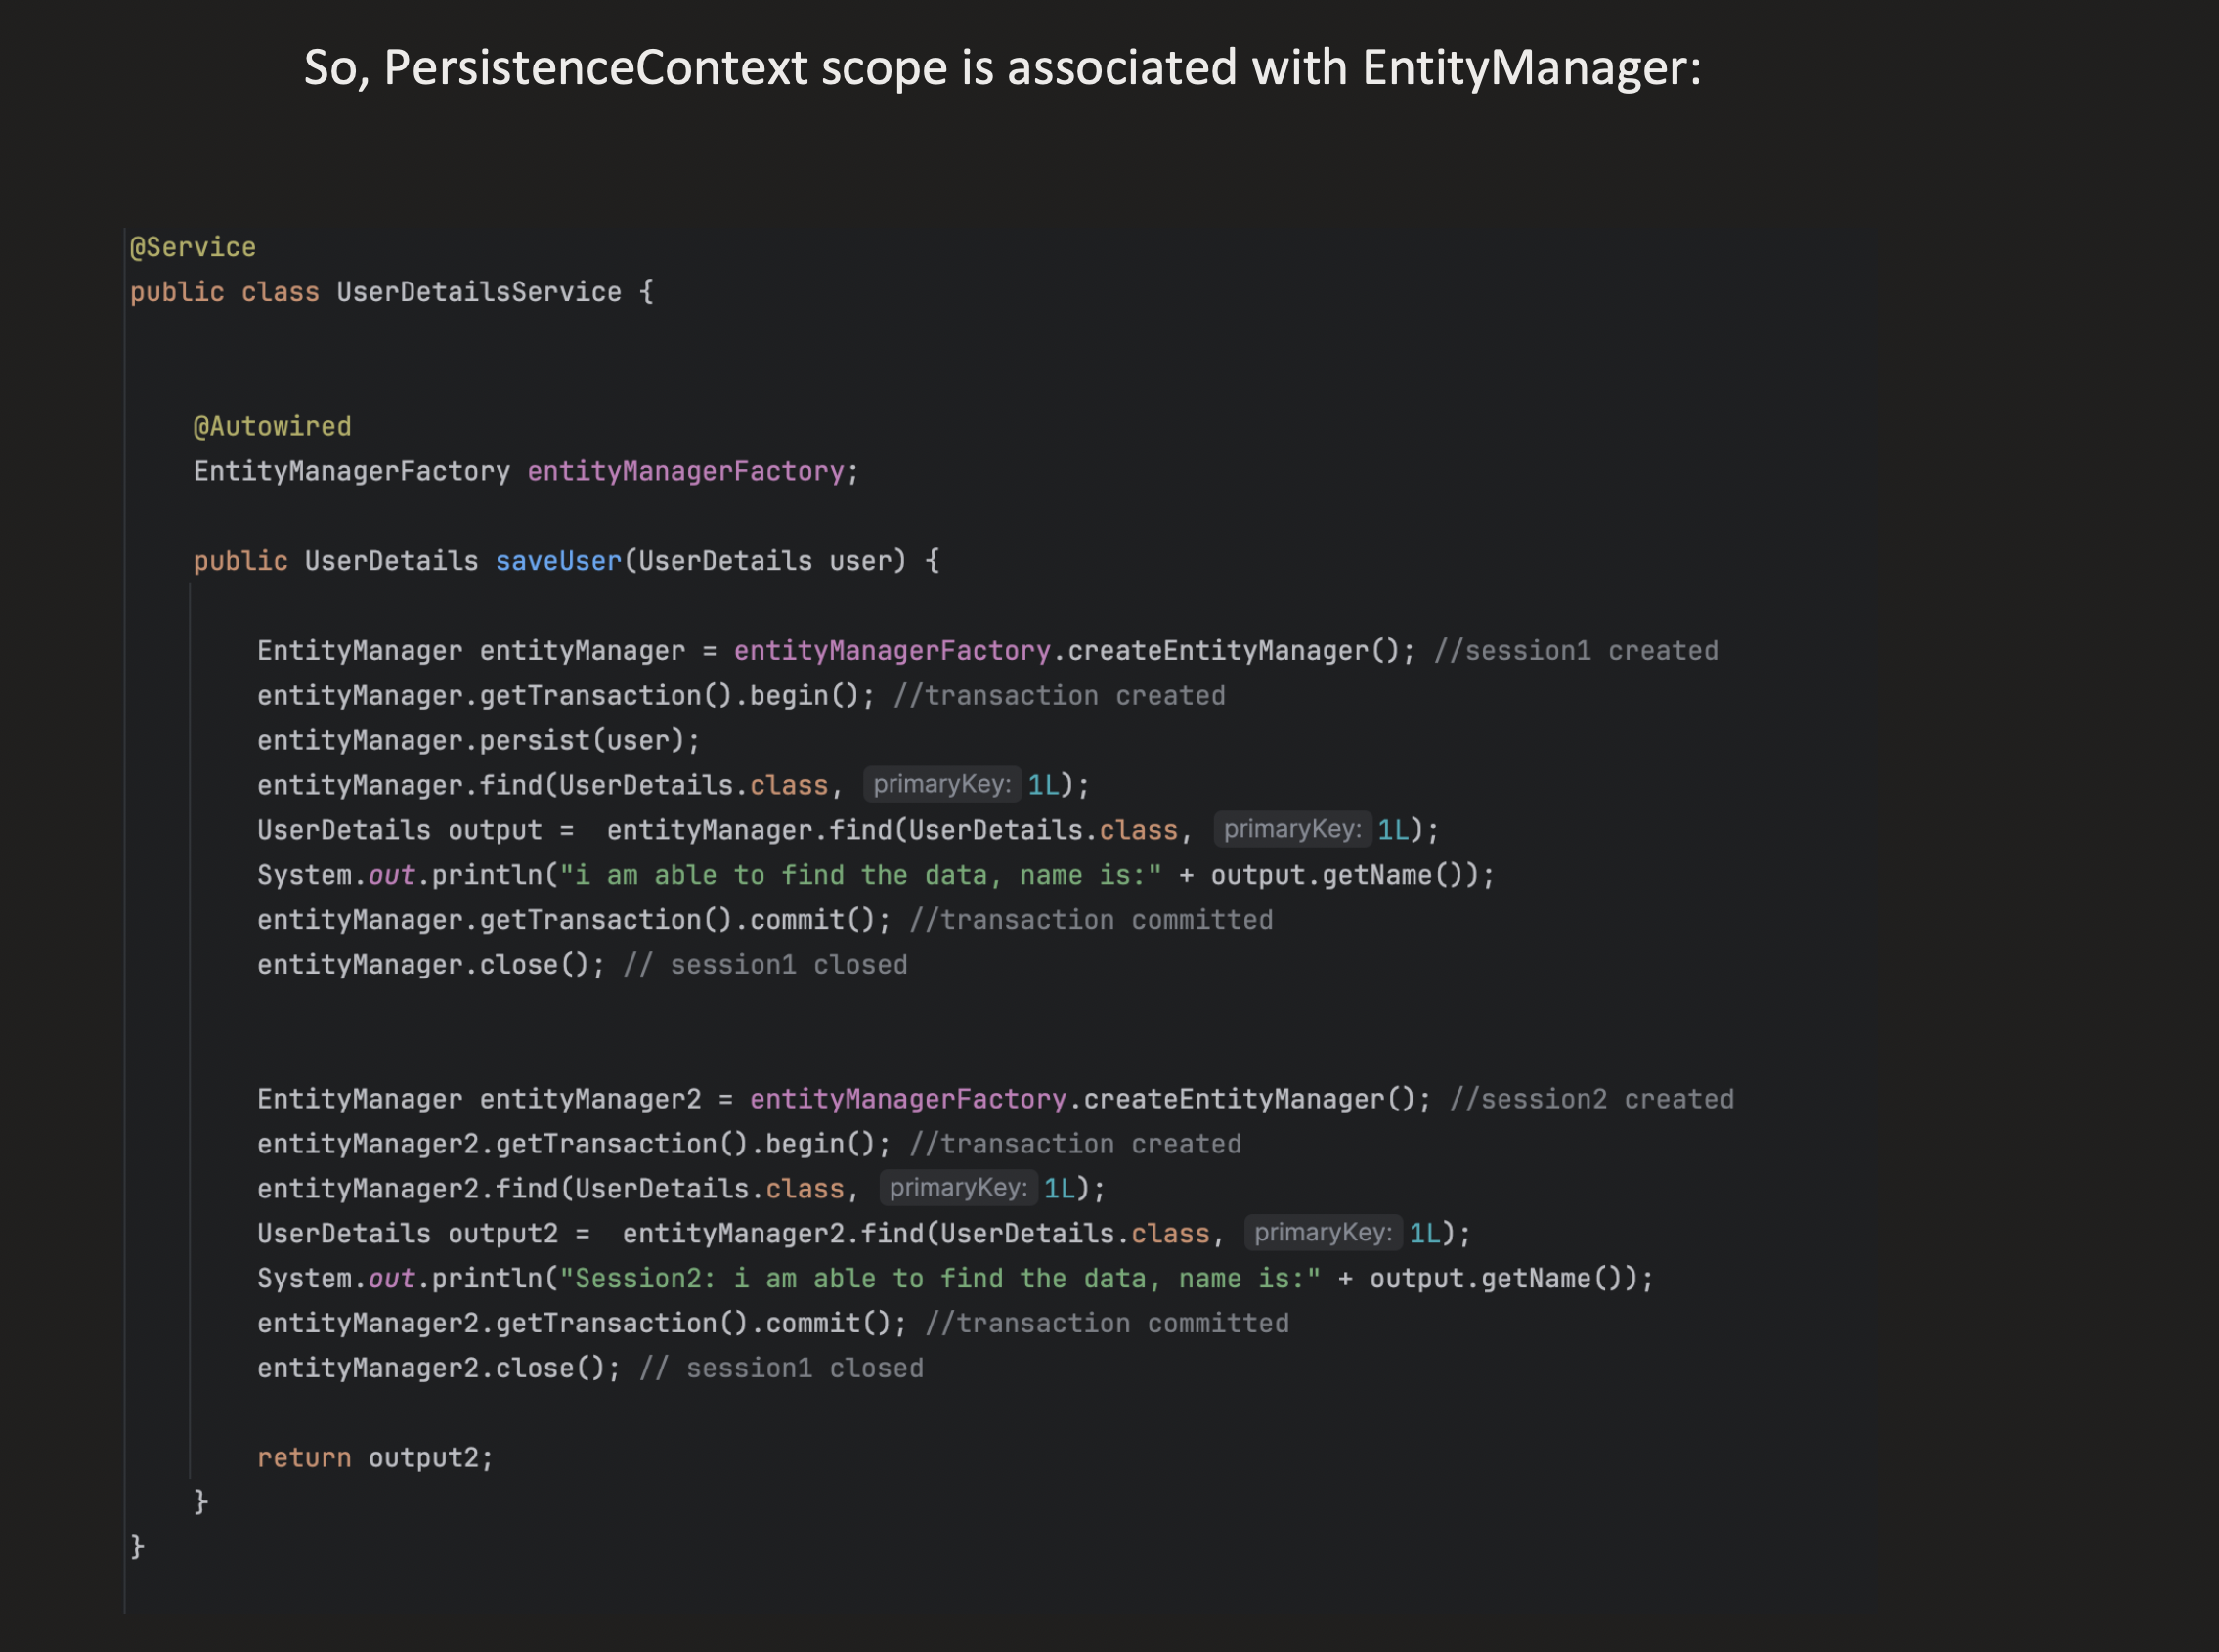 So, PersistenceContext scope is associated with EntityManager:
@Service
public class UserDetailsService {
@Autowired
EntityManagerFactory entityManagerFactory;
public UserDetails saveUser(UserDetails user) {
EntityManager entityManager = entityManagerFactory.createEntityManager(); //session1 created
entityManager.getTransaction().begin(); //transaction created
entityManager.persist(user);
entityManager.find(UserDetails.class, primaryKey: 1L);
UserDetails output =  entityManager.find(UserDetails.class, primaryKey: 1L);
System.out.println("i am able to find the data, name is:" + output.getName());
entityManager.getTransaction().commit(); //transaction committed
entityManager.close(); // session1 closed
EntityManager entityManager2 = entityManagerFactory.createEntityManager(); //session2 created
entityManager2.getTransaction().begin(); //transaction created
entityManager2.find(UserDetails.class, primaryKey: 1L);
UserDetails output2 =  entityManager2.find(UserDetails.class, primaryKey: 1L);
System.out.println("Session2: i am able to find the data, name is:" + output.getName());
entityManager2.getTransaction().commit(); //transaction committed
entityManager2.close(); // session1 closed
return output2;
}
}